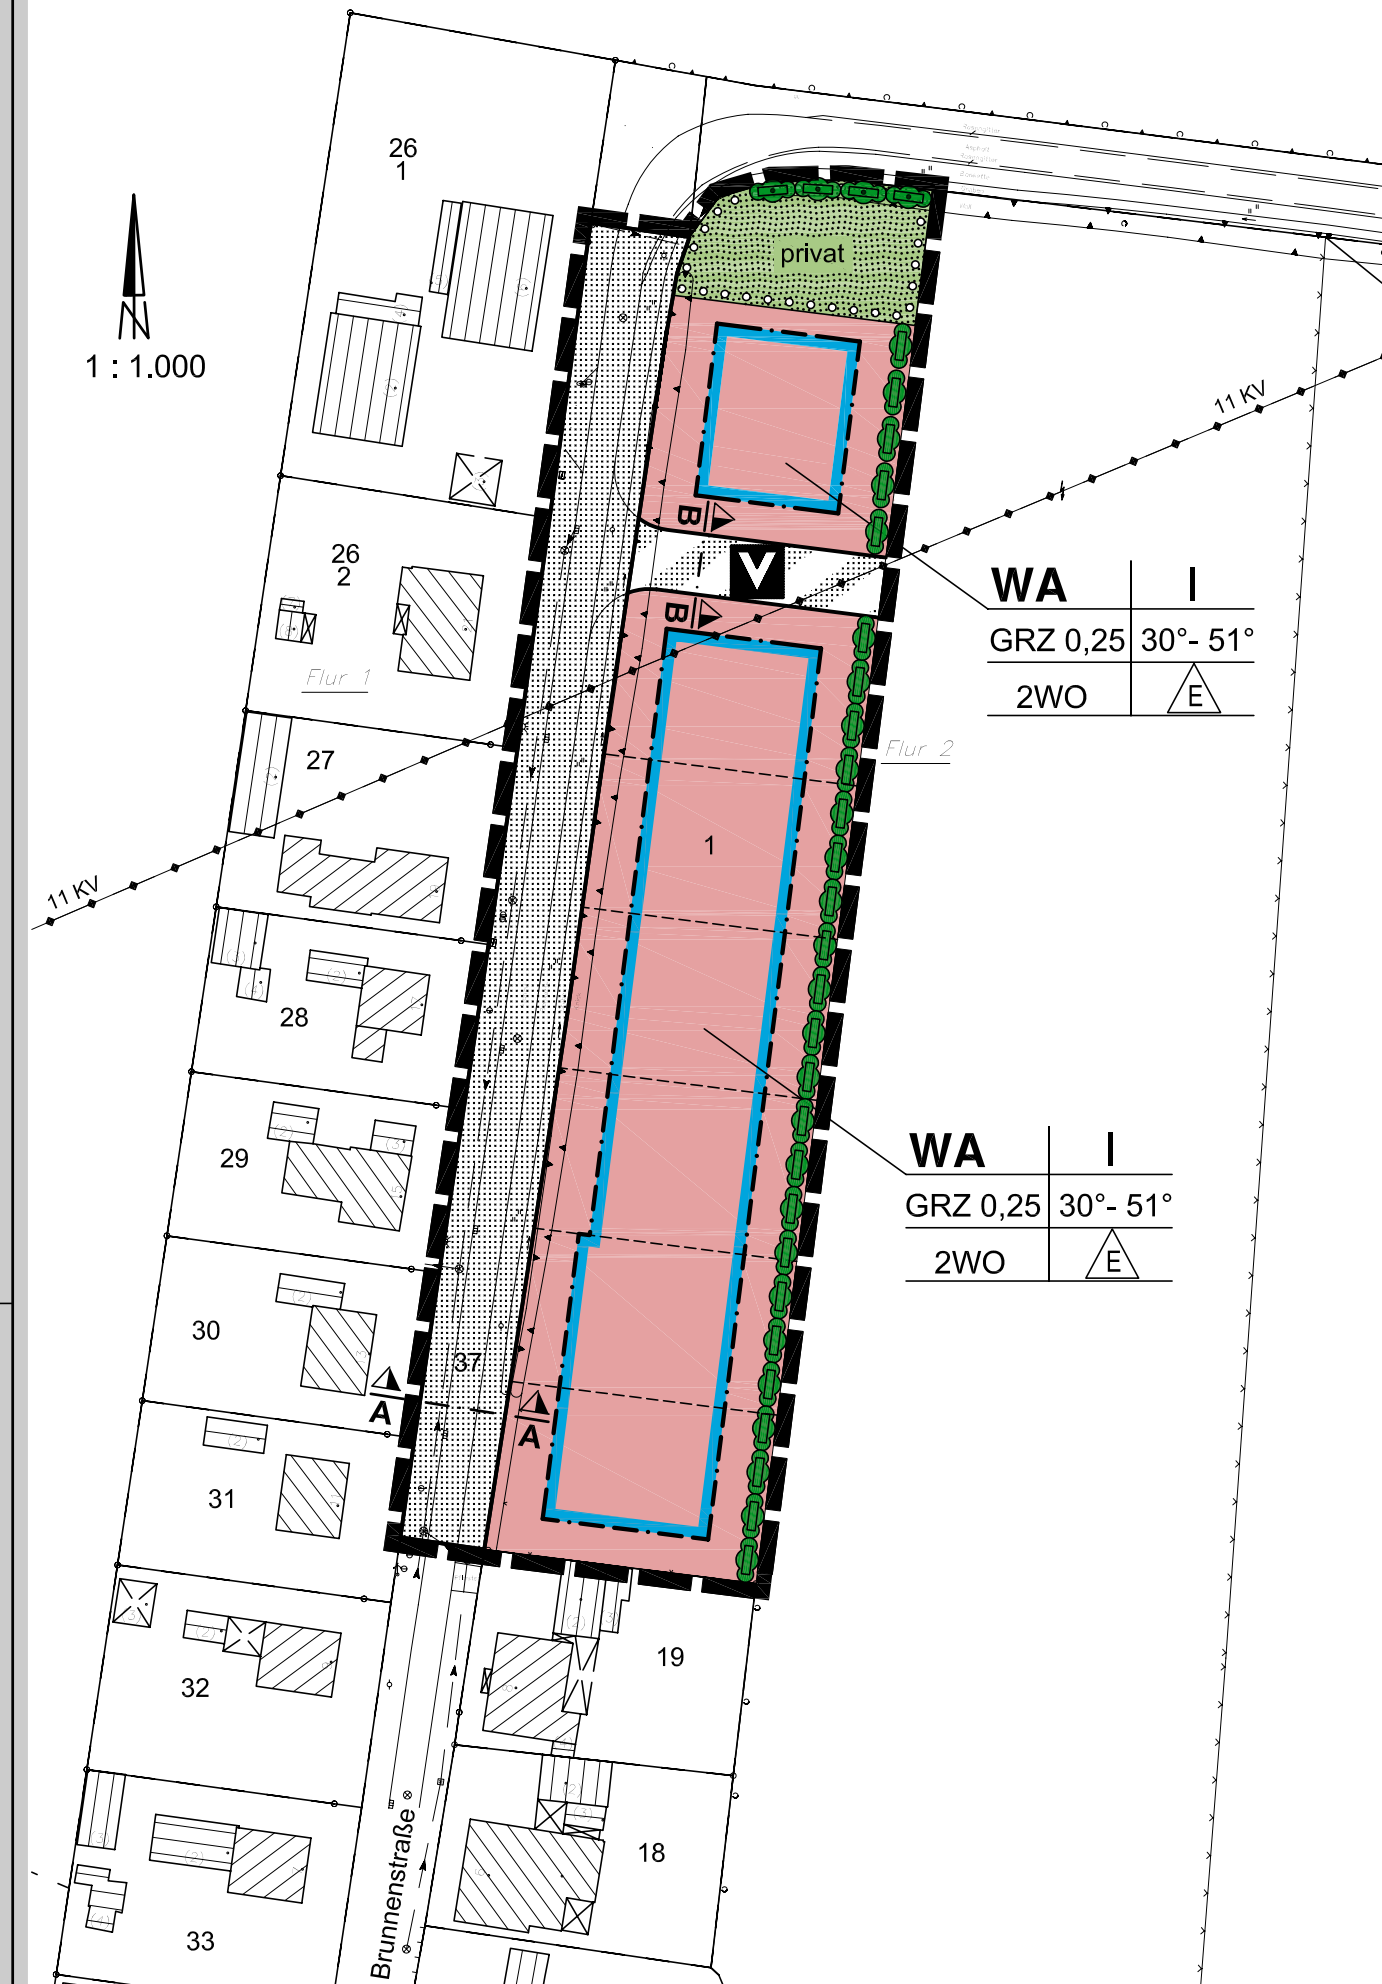 26
1
privat
1 : 1.000
11 KV
B
V
26
2
B
WA I
GRZ 0,25 30°- 51°
2WO E
Flur 1
27
Flur 2
1
11 KV
28
29
WA I
GRZ 0,25 30°- 51°
2WO E
30
37
A
A
31
19
32
18
Brunnenstraße
33